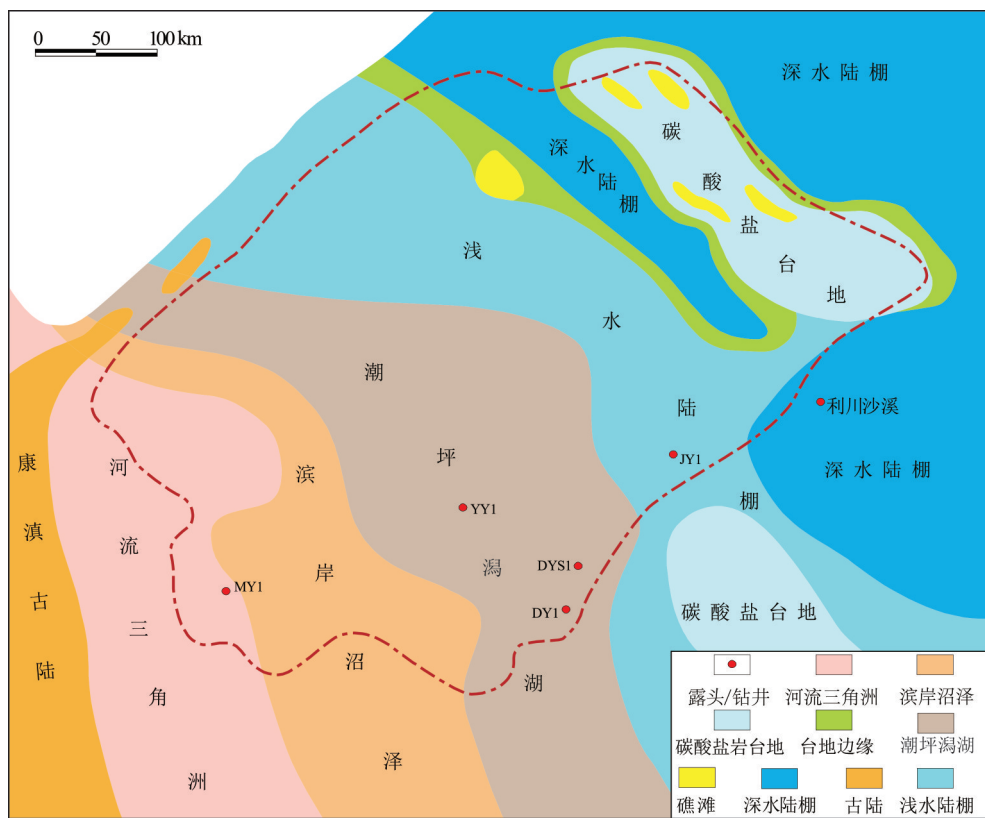 0 50 100 km
深水陆棚
碳酸盐台地
深水陆棚
浅水陆棚
潮坪潟湖
利川沙溪
深水陆棚
JY1
YY1
DYS1
DY1
MY1
康滇古陆
河流三角洲
滨岸沼泽
碳酸盐台地
露头/钻井 河流三角洲 滨岸沼泽
碳酸盐岩台地 台地边缘 潮坪潟湖
礁滩 深水陆棚 古陆 浅水陆棚